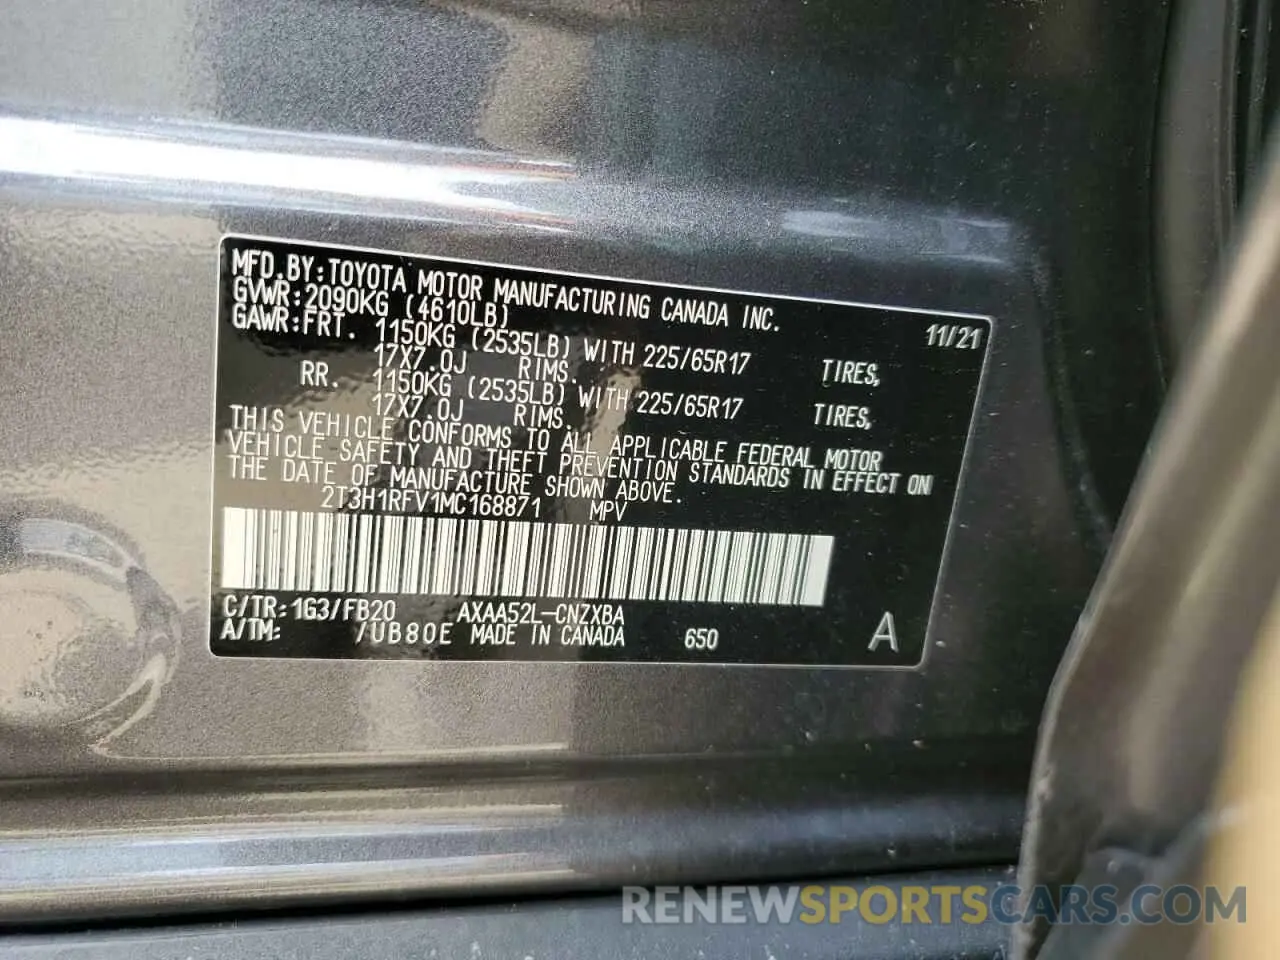 MFD.BY:TOYOTA MOTOR MANUFACTURING CANADA INC.
GVWR:2090KG (4610LB) 11/21
GAWR:FRT. 1150KG (2535LB) WITH 225/65R17 TIRES,
17X7.0J RIMS.
RR. 1150KG (2535LB) WITH 225/65R17 TIRES,
17X7.0J RIMS.
THIS VEHICLE CONFORMS TO ALL APPLICABLE FEDERAL MOTOR
VEHICLE SAFETY AND THEFT PREVENTION STANDARDS IN EFFECT ON
THE DATE OF MANUFACTURE SHOWN ABOVE.
2T3H1RFV1MC168871 MPV
C/TR:1G3/FB20 AXAA52L-CNZXBA
A/TM: /UB80E MADE IN CANADA 650 A
RENEWSPORTSCARS.COM